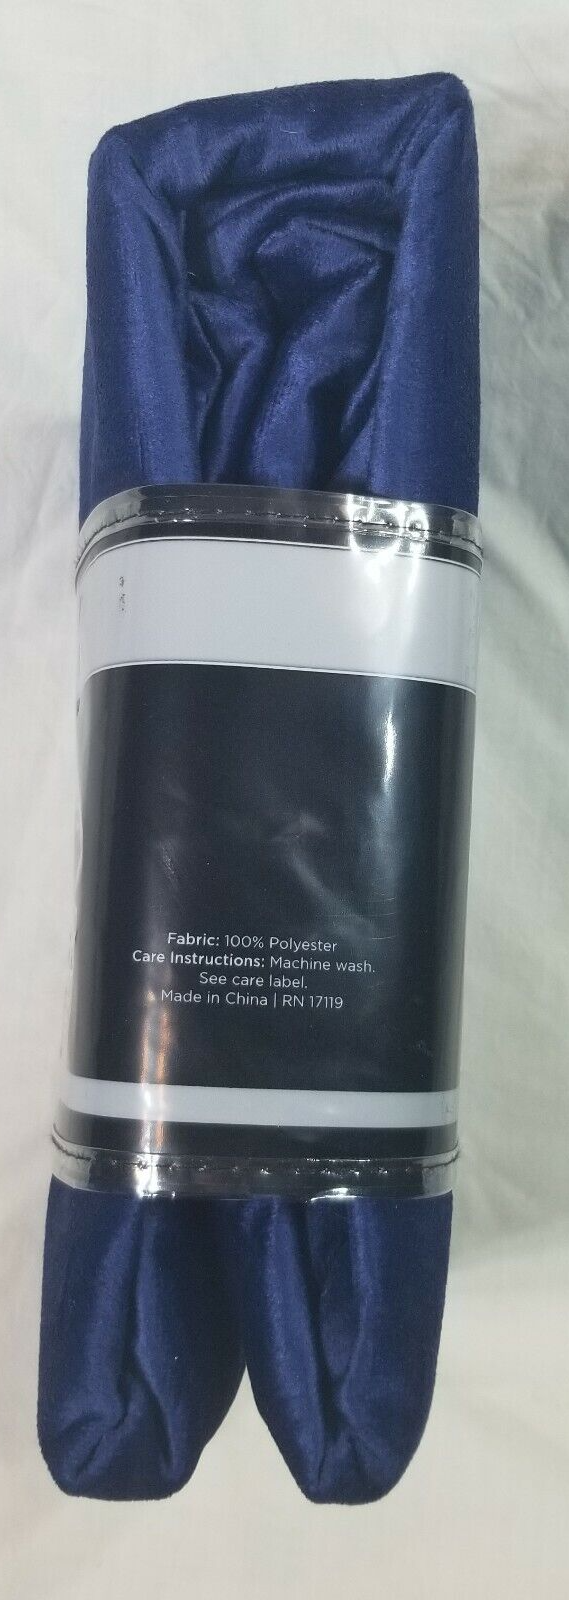 Fabric: 100% Polyester
Care Instructions: Machine wash.
See care label.
Made in China | RN 17119